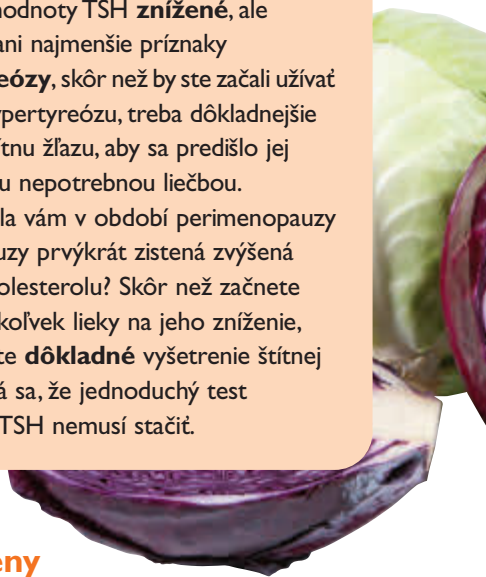 hodnoty TSH znížené, ale
ani najmenšie príznaky
eózy, skôr než by ste začali užívať
ypertyreózu, treba dôkladnejšie
tnu žľazu, aby sa predišlo jej
u nepotrebnou liečbou.
la vám v období perimenopauzy
uzy prvýkrát zistená zvýšená
olesterolu? Skôr než začnete
koľvek lieky na jeho zníženie,
te dôkladné vyšetrenie štítnej
á sa, že jednoduchý test
TSH nemusí stačiť.
eny